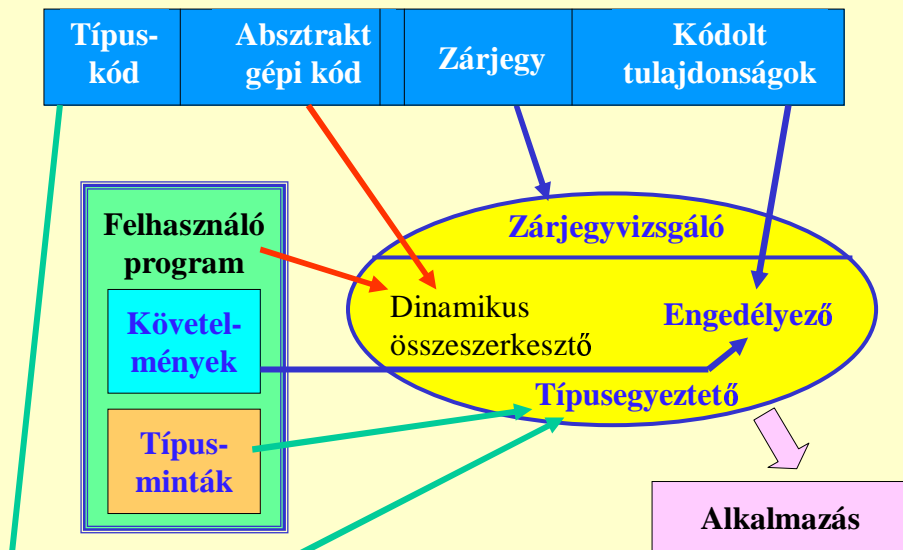 Típus-
kód
Absztrakt
gépi kód
Zárjegy
Kódolt
tulajdonságok
Felhasználó
program
Követel-
mények
Típus-
minták
Zárjegyvizsgáló
Dinamikus
összeszerkesztő
Engedélyező
Típusegyeztető
Alkalmazás